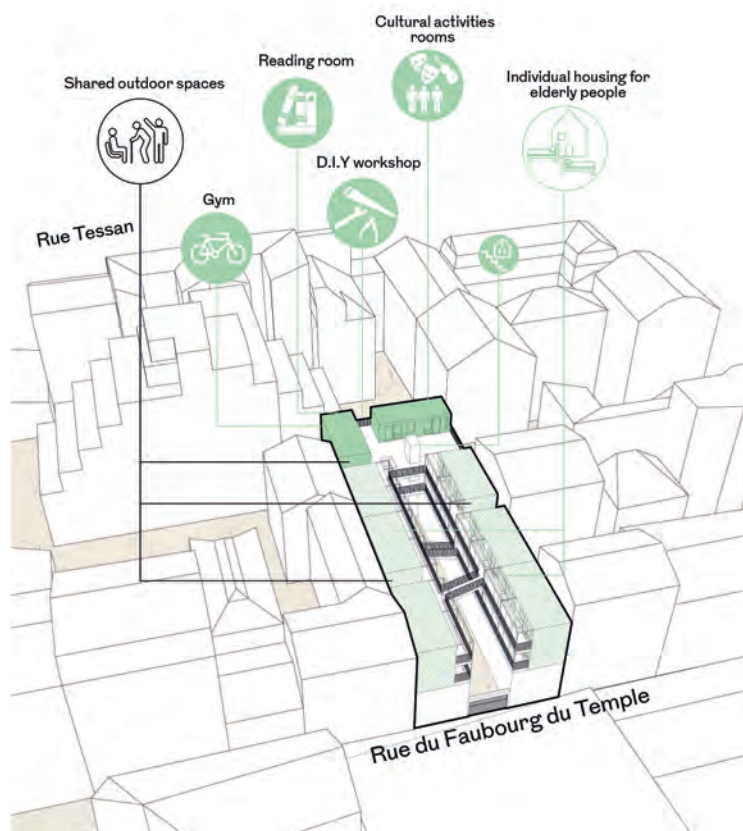 Cultural activities
rooms
Reading room
Individual housing for
elderly people
Shared outdoor spaces
D.I.Y workshop
Gym
Rue Tessan
Rue du Faubourg du Temple